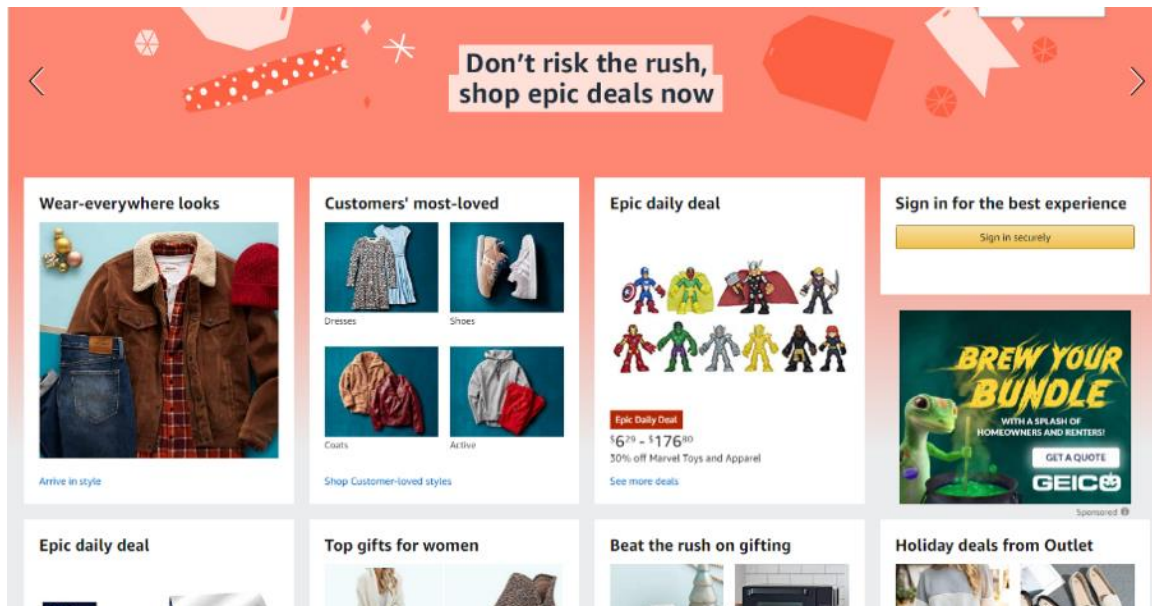 Don't risk the rush,
shop epic deals now
Wear-everywhere looks
Arrive in style
Customers' most-loved
Dresses
Shoes
Coats
Active
Shop Customer-loved styles
Epic daily deal
Epic Daily Deal
$6²⁹ - $176⁸⁰
30% off Marvel Toys and Apparel
See more deals
Sign in for the best experience
Sign in securely
BREW YOUR
BUNDLE
WITH A SPLASH OF
HOMEOWNERS AND RENTERS!
GET A QUOTE
GEICO
Sponsored
Epic daily deal
Top gifts for women
Beat the rush on gifting
Holiday deals from Outlet